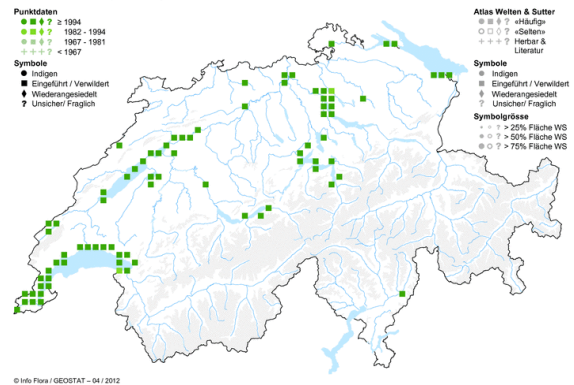 Punktdaten
? ≥ 1994
? 1982 - 1994
? 1967 - 1981
? < 1967
Symbole
Indigen
Eingeführt / Verwildert
Wiederangesiedelt
? Unsicher/ Fraglich
Atlas Welten & Sutter
? «Häufig»
? «Selten»
? Herbar &
Literatur
Symbole
Indigen
Eingeführt / Verwildert
Wiederangesiedelt
? Unsicher/ Fraglich
Symbolgrösse
? > 25% Fläche WS
? > 50% Fläche WS
? > 75% Fläche WS
© Info Flora / GEOSTAT – 04 / 2012